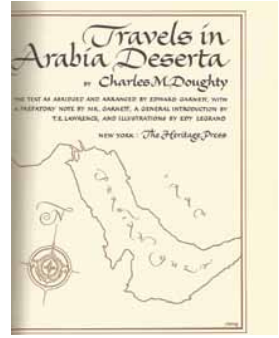 Travels in
Arabia Deserta
BY Charles M. Doughty
THE TEXT AS ABRIDGED AND ARRANGED BY EDWARD GARNETT, WITH
A PREFATORY NOTE BY MR. GARNETT, A GENERAL INTRODUCTION BY
T.E. LAWRENCE, AND ILLUSTRATIONS BY EDY LEGRAND
NEW YORK : The Heritage Press
N